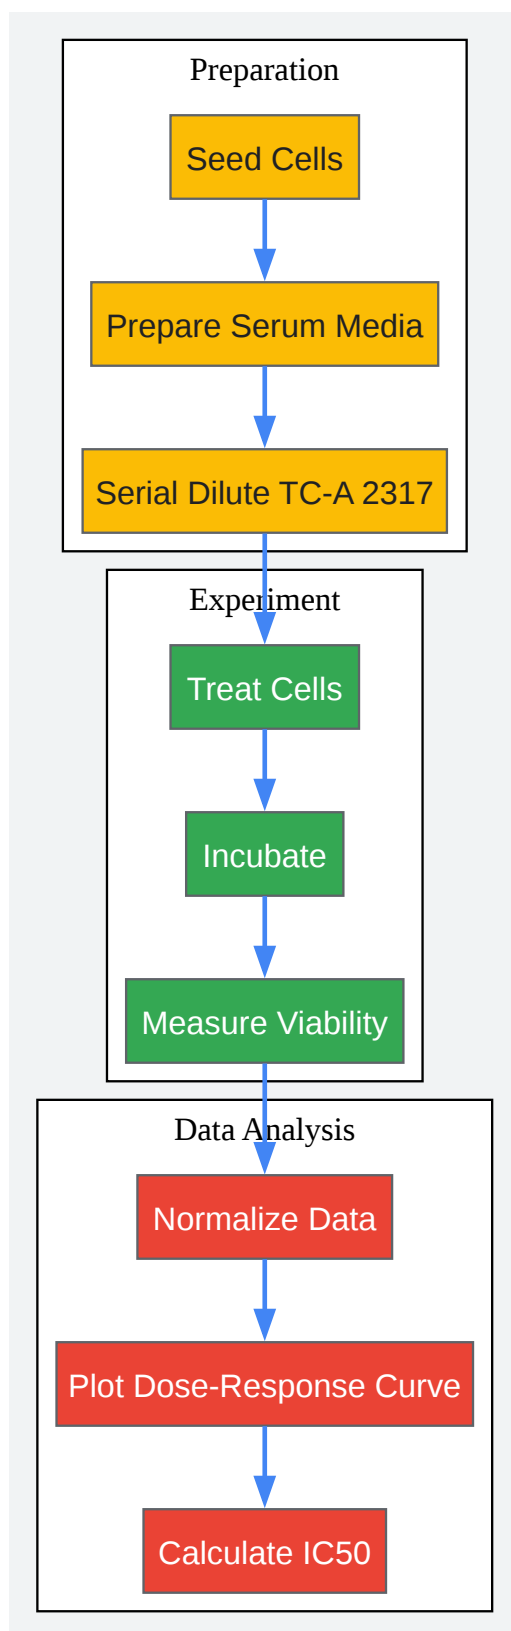 Preparation
Seed Cells
Prepare Serum Media
Serial Dilute TC-A 2317
Experiment
Treat Cells
Incubate
Measure Viability
Data Analysis
Normalize Data
Plot Dose-Response Curve
Calculate IC50